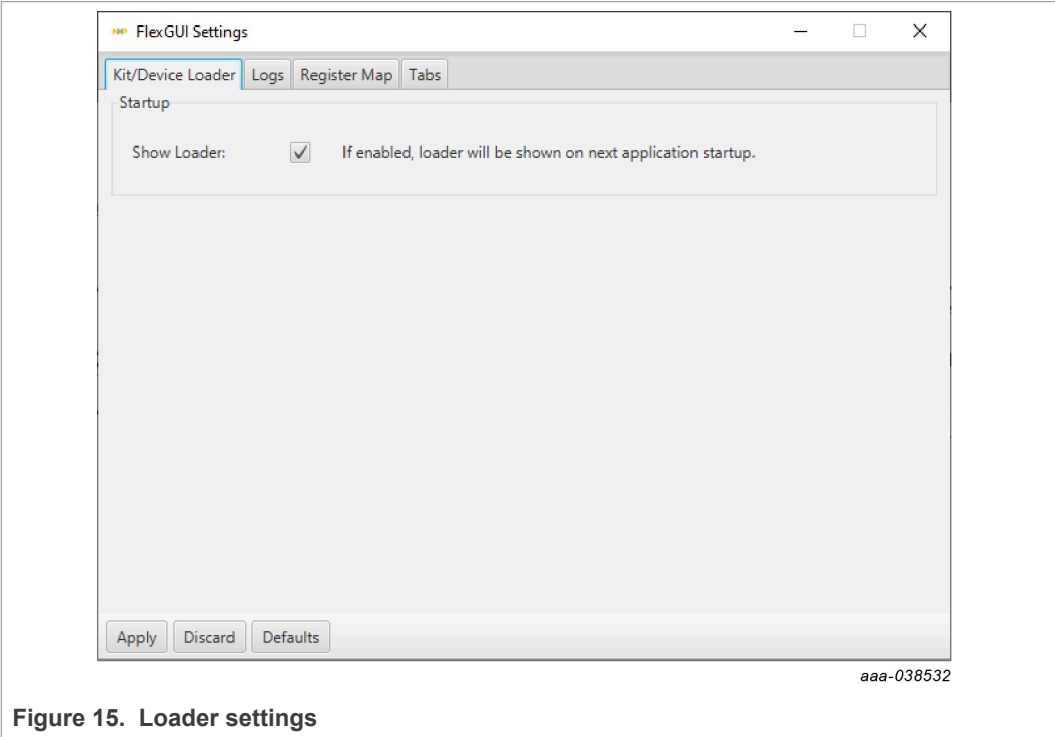 NXP FlexGUI Settings
Kit/Device Loader Logs Register Map Tabs
Startup
Show Loader: If enabled, loader will be shown on next application startup.
Apply Discard Defaults
aaa-038532
Figure 15. Loader settings